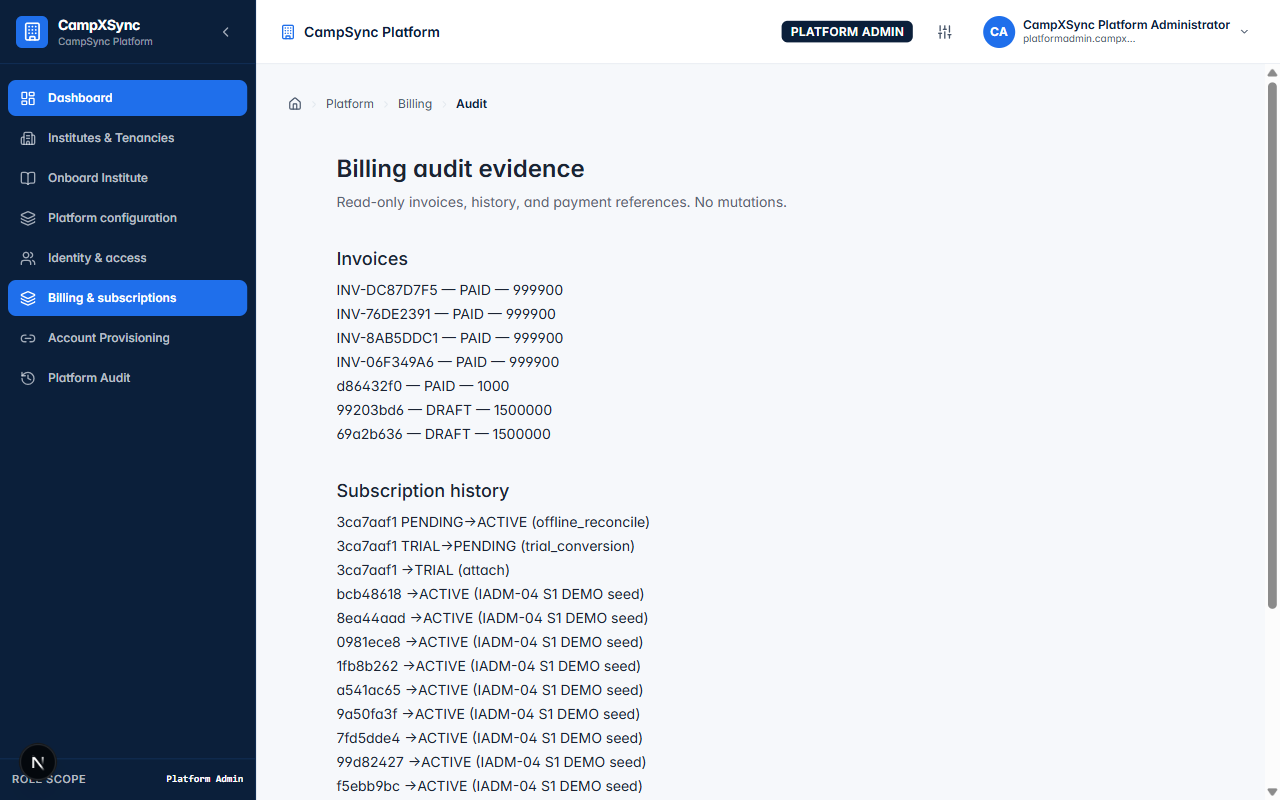 CampXSync
CampSync Platform
Dashboard
Institutes & Tenancies
Onboard Institute
Platform configuration
Identity & access
Billing & subscriptions
Account Provisioning
Platform Audit
N
ROLE SCOPE
Platform Admin
CampSync Platform
PLATFORM ADMIN
CA
CampXSync Platform Administrator
platformadmin.campx...
Platform
Billing
Audit
Billing audit evidence
Read-only invoices, history, and payment references. No mutations.
Invoices
INV-DC87D7F5 — PAID — 999900
INV-76DE2391 — PAID — 999900
INV-8AB5DDC1 — PAID — 999900
INV-06F349A6 — PAID — 999900
d86432f0 — PAID — 1000
99203bd6 — DRAFT — 1500000
69a2b636 — DRAFT — 1500000
Subscription history
3ca7aaf1 PENDING→ACTIVE (offline_reconcile)
3ca7aaf1 TRIAL→PENDING (trial_conversion)
3ca7aaf1 →TRIAL (attach)
bcb48618 →ACTIVE (IADM-04 S1 DEMO seed)
8ea44aad →ACTIVE (IADM-04 S1 DEMO seed)
0981ece8 →ACTIVE (IADM-04 S1 DEMO seed)
1fb8b262 →ACTIVE (IADM-04 S1 DEMO seed)
a541ac65 →ACTIVE (IADM-04 S1 DEMO seed)
9a50fa3f →ACTIVE (IADM-04 S1 DEMO seed)
7fd5dde4 →ACTIVE (IADM-04 S1 DEMO seed)
99d82427 →ACTIVE (IADM-04 S1 DEMO seed)
f5ebb9bc →ACTIVE (IADM-04 S1 DEMO seed)